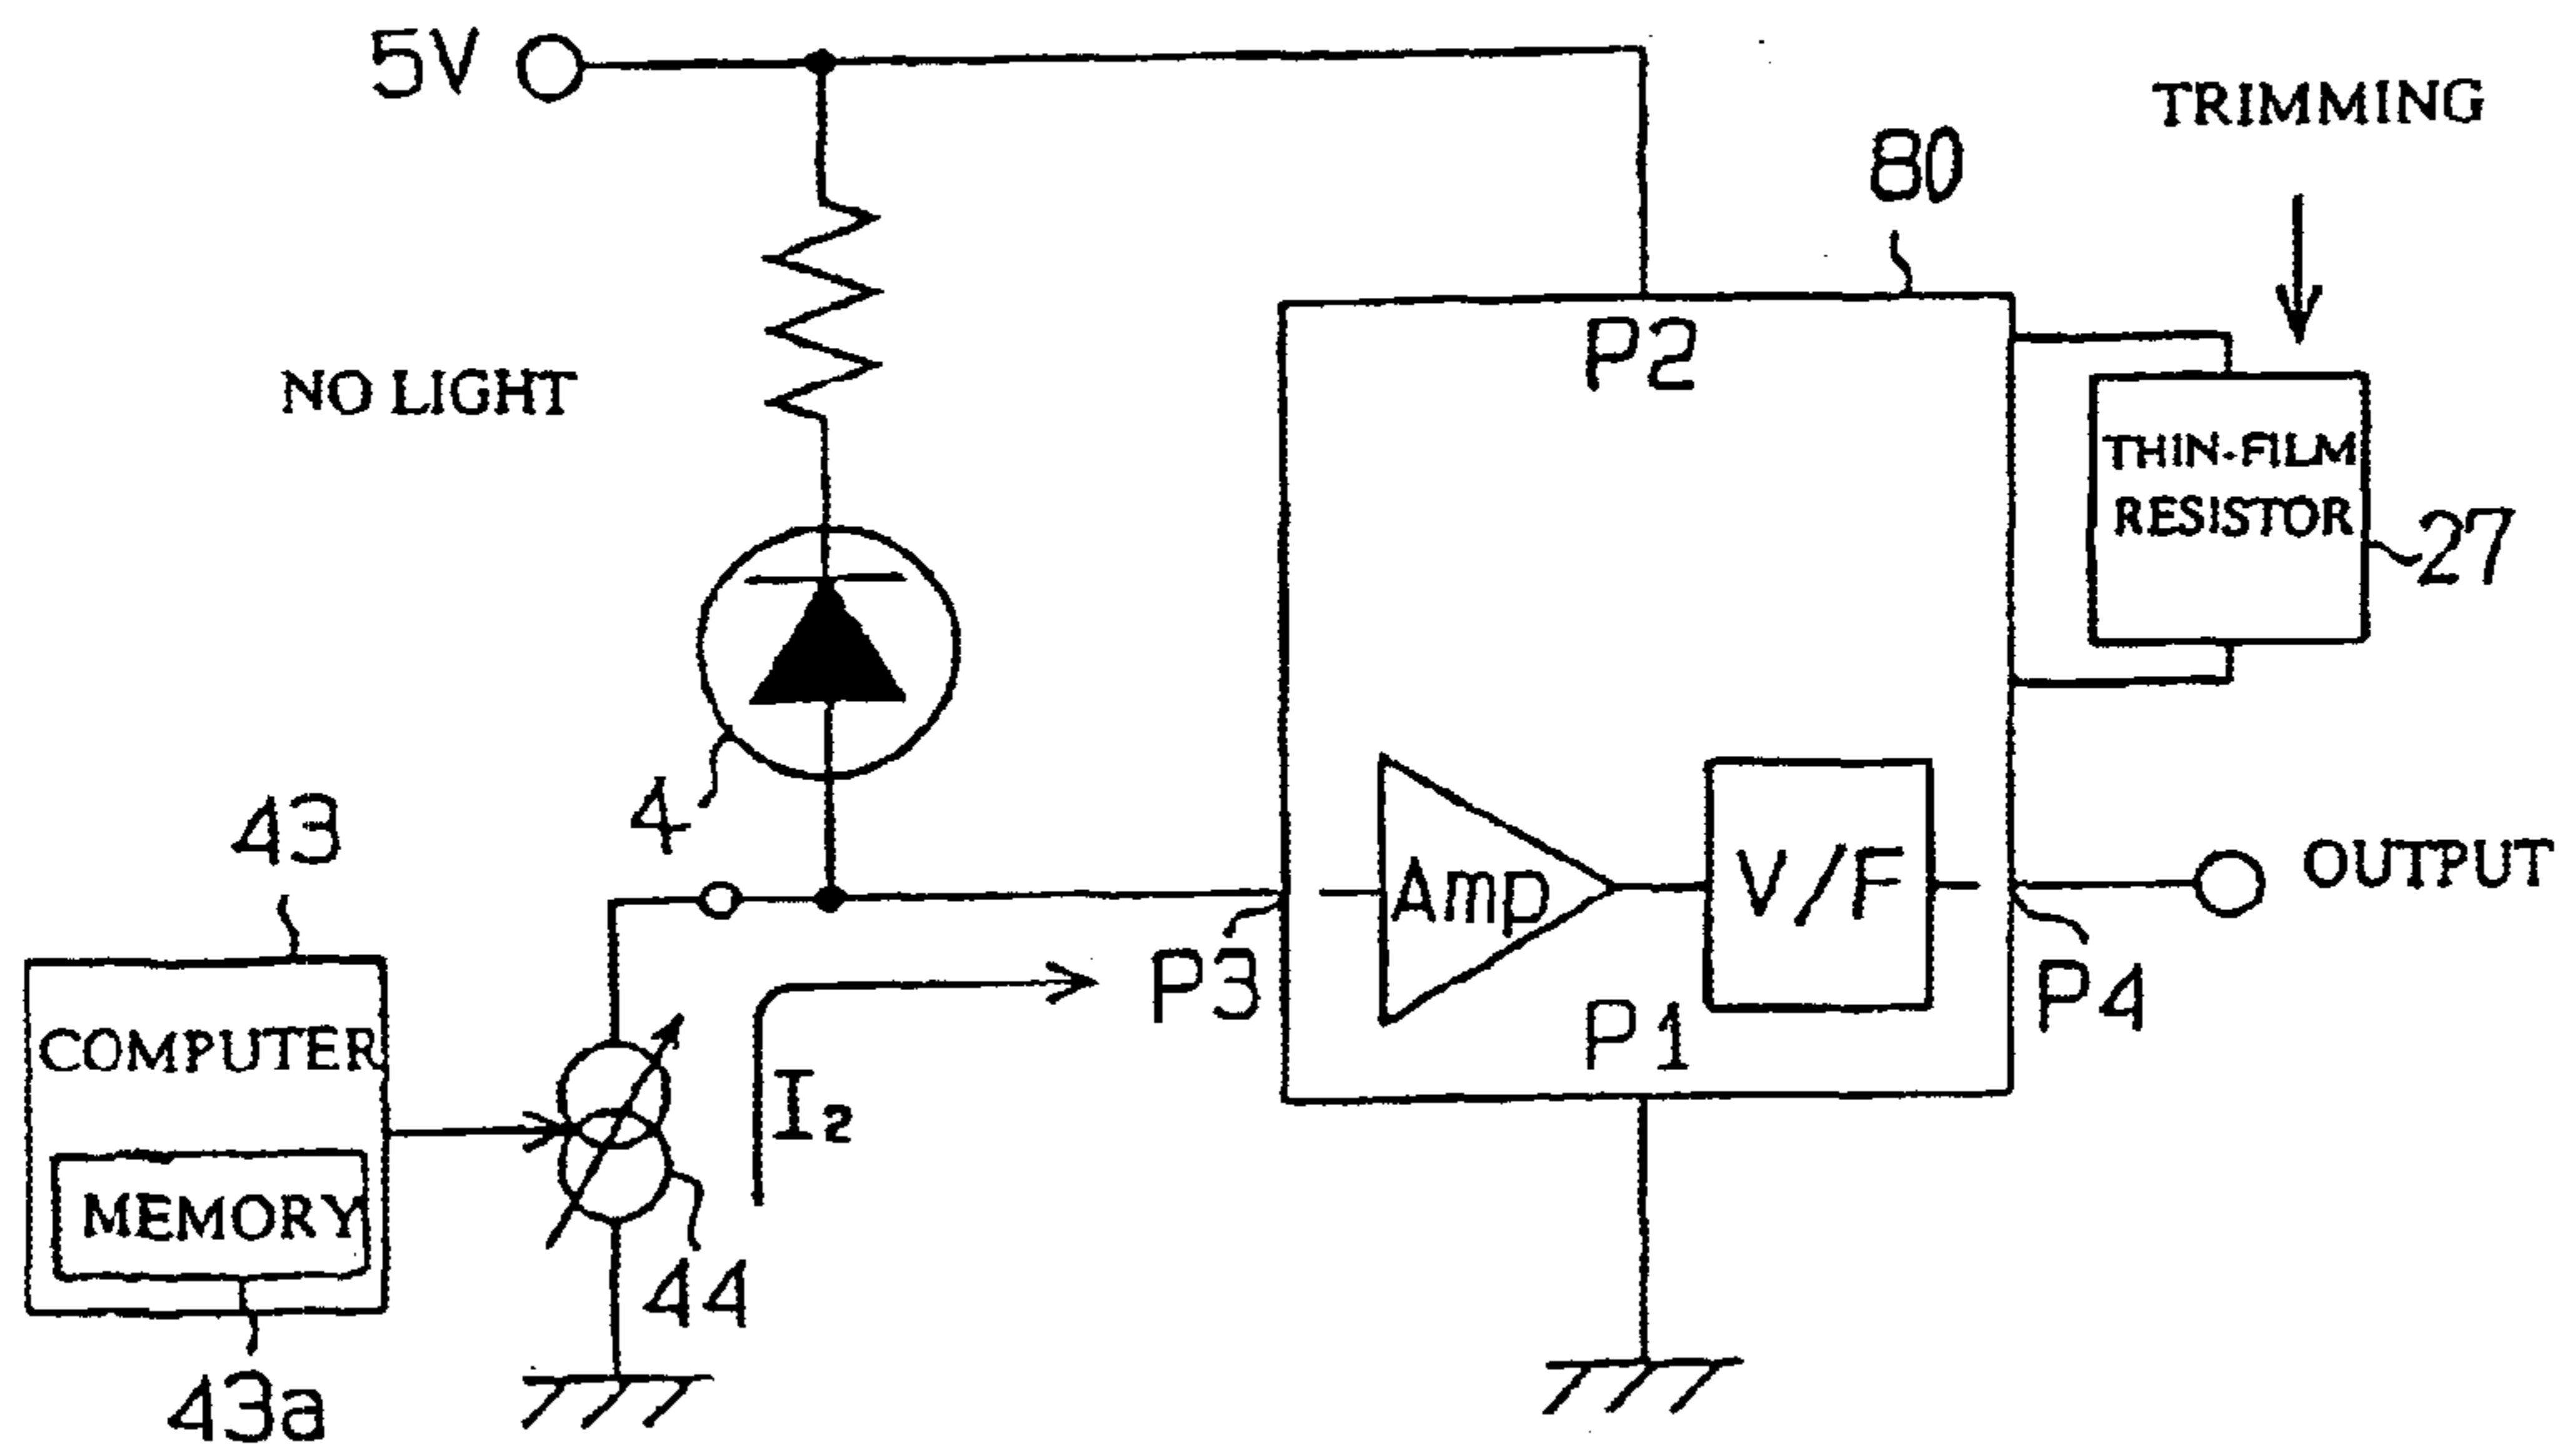 5V
TRIMMING
80
P2
NO LIGHT
THIN-FILM
RESISTOR
27
4
43
Amp
V/F
OUTPUT
P3
P4
P1
COMPUTER
I₂
MEMORY
44
43a